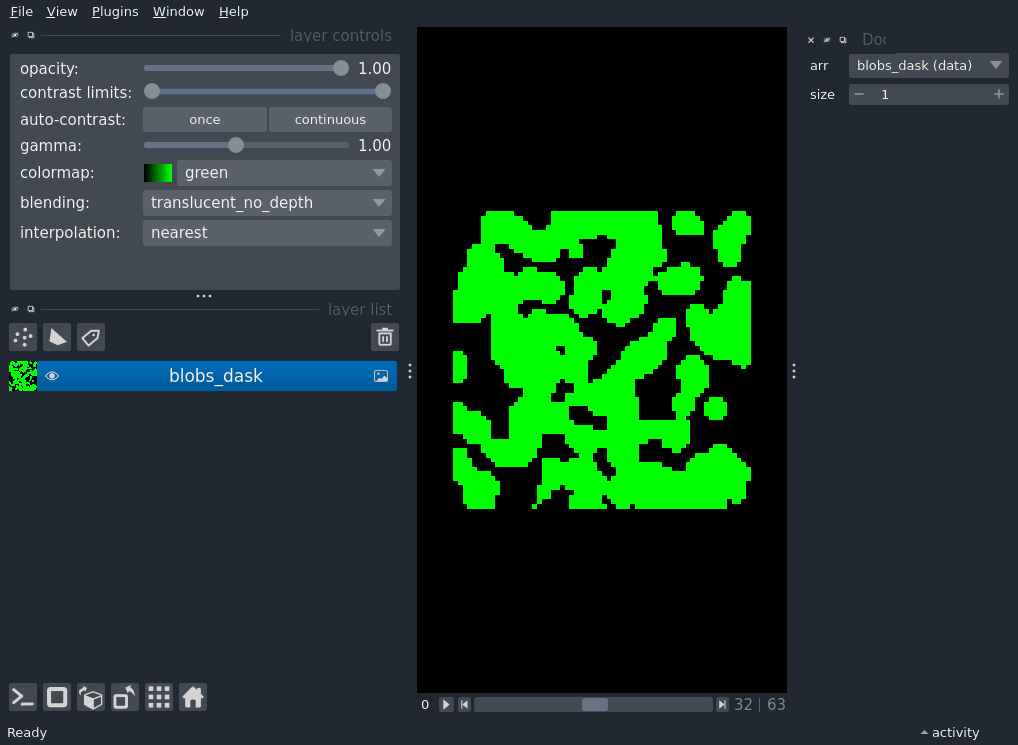 File View Plugins Window Help
layer controls
opacity: 1.00
contrast limits:
auto-contrast: once continuous
gamma: 1.00
colormap: green
blending: translucent_no_depth
interpolation: nearest
layer list
blobs_dask
arr blobs_dask (data)
size 1
0 32 | 63
Ready
activity